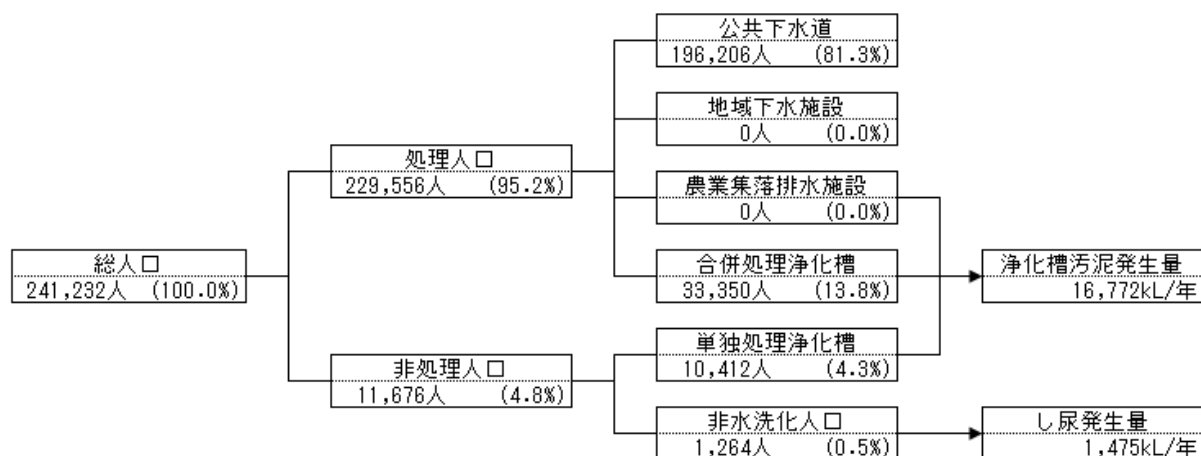 総人口
241,232人 (100.0%)
処理人口
229,556人 (95.2%)
非処理人口
11,676人 (4.8%)
公共下水道
196,206人 (81.3%)
地域下水施設
0人 (0.0%)
農業集落排水施設
0人 (0.0%)
合併処理浄化槽
33,350人 (13.8%)
単独処理浄化槽
10,412人 (4.3%)
非水洗化人口
1,264人 (0.5%)
浄化槽汚泥発生量
16,772kL/年
し尿発生量
1,475kL/年